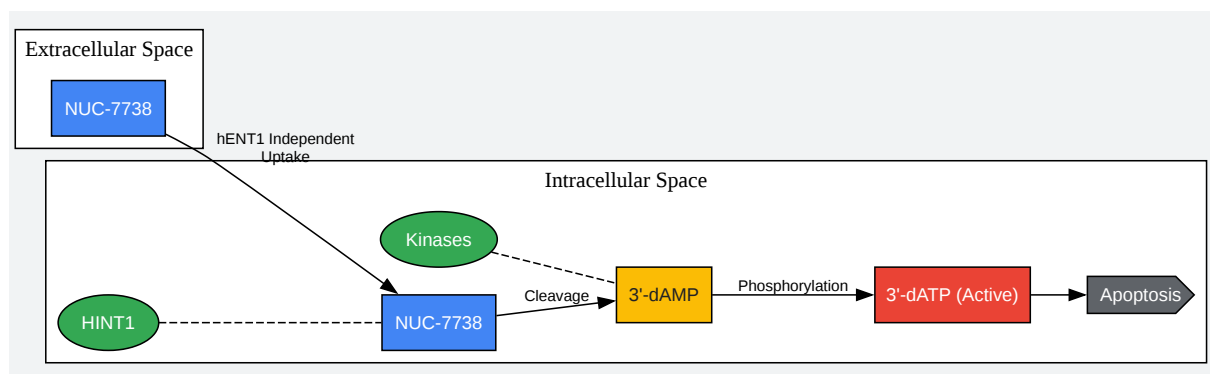 Extracellular Space
NUC-7738
hENT1 Independent
Uptake
Intracellular Space
Kinases
HINT1
NUC-7738
Cleavage
3'-dAMP
Phosphorylation
3'-dATP (Active)
Apoptosis